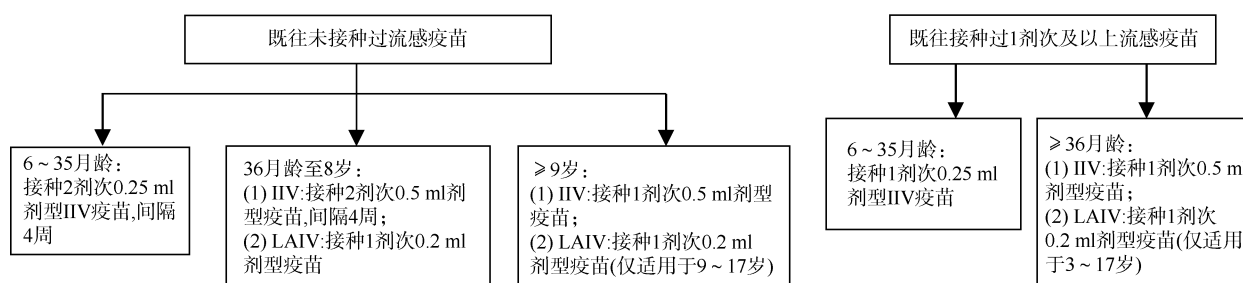 既往未接种过流感疫苗
既往接种过1剂次及以上流感疫苗
6～35月龄：
接种2剂次0.25 ml
剂型IIV疫苗,间隔
4周
36月龄至8岁：
(1) IIV:接种2剂次0.5 ml剂
型疫苗,间隔4周；
(2) LAIV:接种1剂次0.2 ml
剂型疫苗
≥9岁：
(1) IIV:接种1剂次0.5 ml剂型
疫苗；
(2) LAIV:接种1剂次0.2 ml
剂型疫苗(仅适用于9～17岁)
6～35月龄：
接种1剂次0.25 ml
剂型IIV疫苗
≥36月龄：
(1) IIV:接种1剂次0.5 m
剂型疫苗；
(2) LAIV:接种1剂次
0.2 ml剂型疫苗(仅适用
于3～17岁)